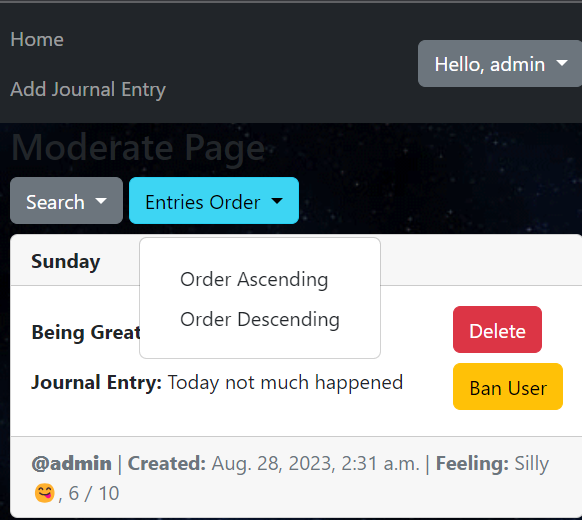 Home
Hello, admin
Add Journal Entry
Moderate Page
Search
Entries Order
Sunday
Order Ascending
Order Descending
Being Great
Delete
Journal Entry: Today not much happened
Ban User
@admin | Created: Aug. 28, 2023, 2:31 a.m. | Feeling: Silly
😋, 6 / 10